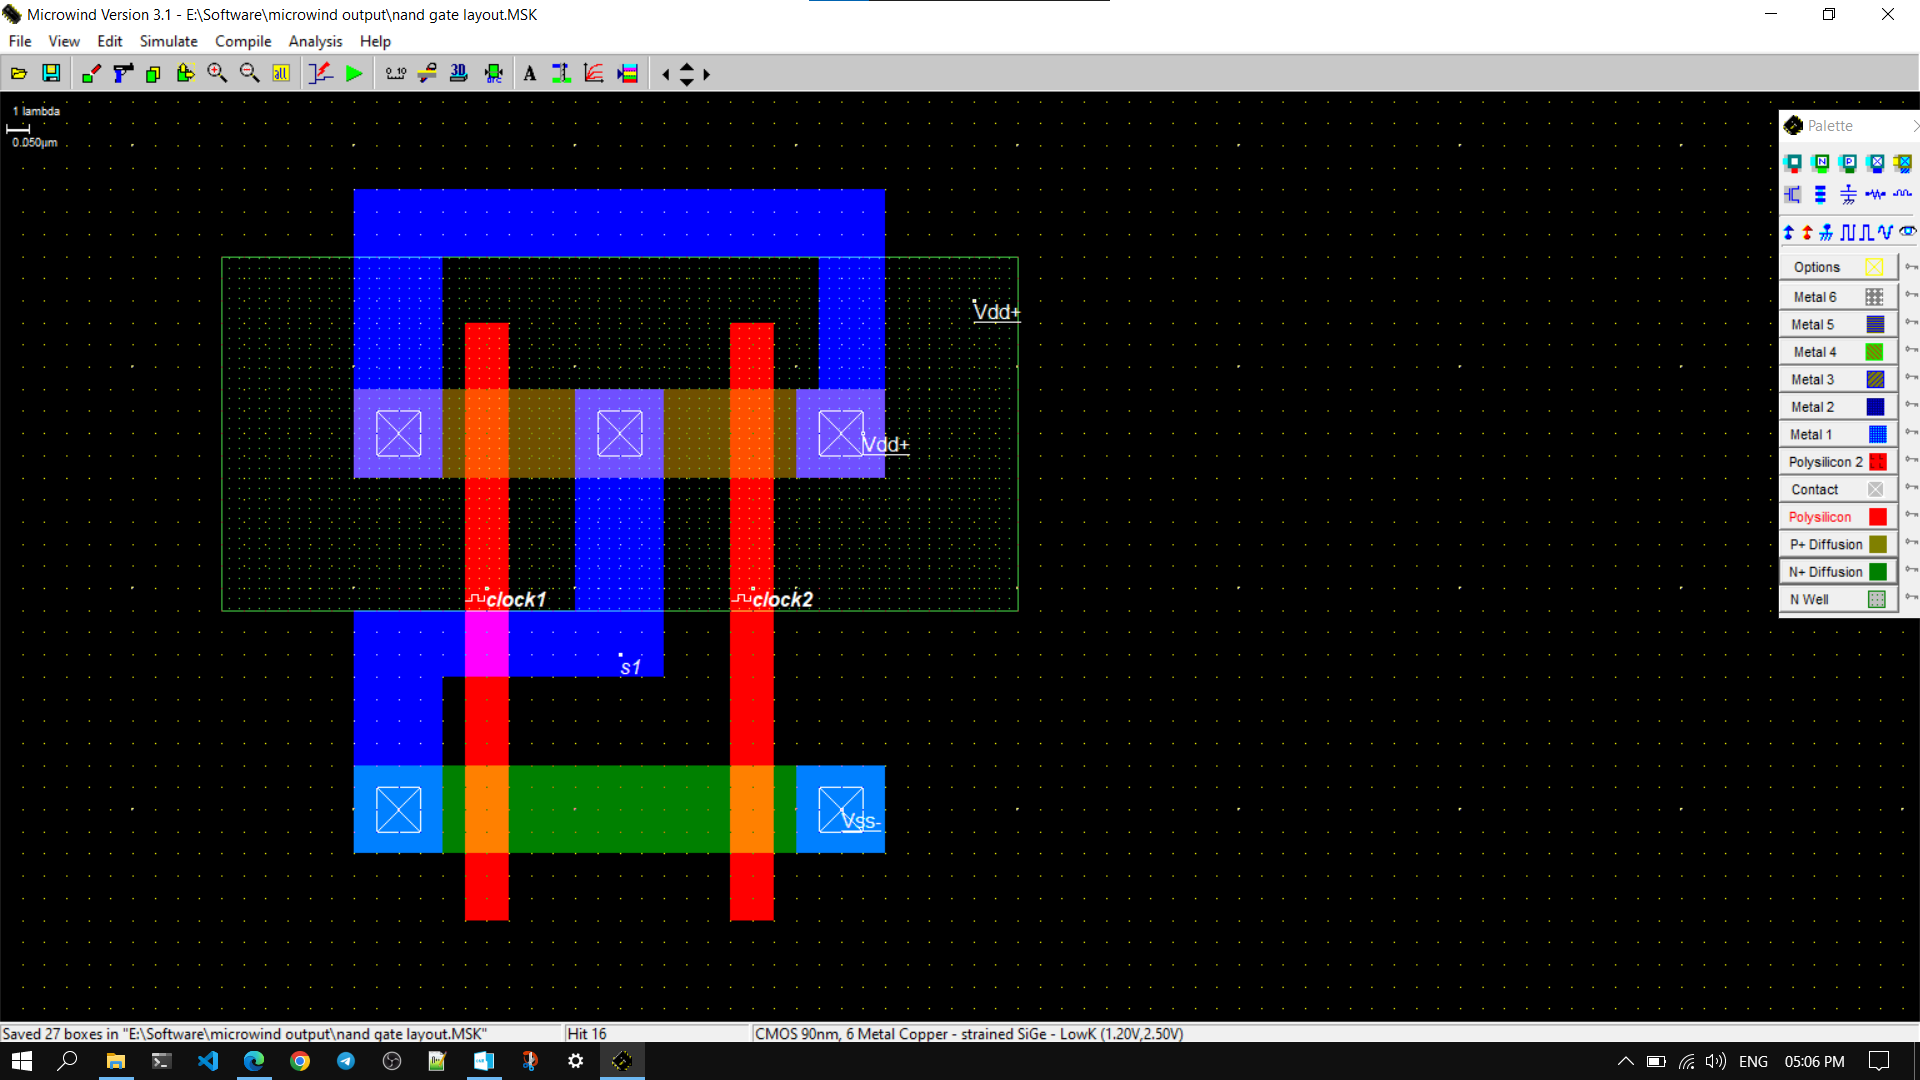 Microwind Version 3.1 - E:\Software\microwind output\nand gate layout.MSK
File View Edit Simulate Compile Analysis Help
0..10 3D DRC A
1 lambda
0.050µm
Palette
Options
Metal 6
Metal 5
Metal 4
Metal 3
Metal 2
Metal 1
Polysilicon 2
Contact
Polysilicon
P+ Diffusion
N+ Diffusion
N Well
Vdd+
Vdd+
clock1
clock2
s1
Vss-
Saved 27 boxes in "E:\Software\microwind output\nand gate layout.MSK"
Hit 16
CMOS 90nm, 6 Metal Copper - strained SiGe - LowK (1.20V,2.50V)
ENG 05:06 PM